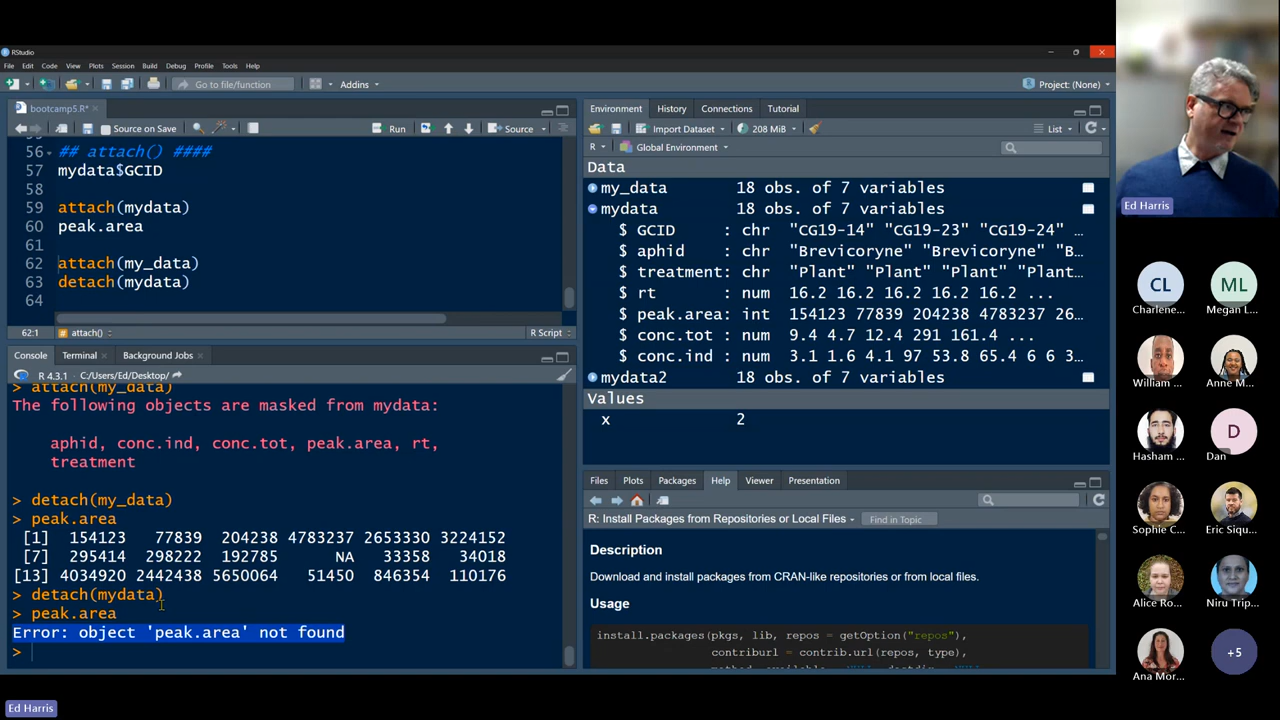 RStudio
File Edit Code View Plots Session Build Debug Profile Tools Help
Go to file/function
Addins
Project: (None)
bootcamp5.R*
Source on Save
Run
Source
56 ## attach() ####
57 mydata$GCID
58
59 attach(mydata)
60 peak.area
61
62 attach(my_data)
63 detach(mydata)
64
62:1
attach()
R Script
Console Terminal Background Jobs
R 4.3.1 · C:/Users/Ed/Desktop/
> attach(my_data)
The following objects are masked from mydata:
aphid, conc.ind, conc.tot, peak.area, rt,
treatment
> detach(my_data)
> peak.area
[1] 154123 77839 204238 4783237 2653330 3224152
[7] 295414 298222 192785 NA 33358 34018
[13] 4034920 2442438 5650064 51450 846354 110176
> detach(mydata)
> peak.area
Error: object 'peak.area' not found
>
Environment History Connections Tutorial
Import Dataset
208 MiB
List
R
Global Environment
Data
my_data 18 obs. of 7 variables
mydata 18 obs. of 7 variables
$ GCID : chr "CG19-14" "CG19-23" "CG19-24" …
$ aphid : chr "Brevicoryne" "Brevicoryne" "B…
$ treatment: chr "Plant" "Plant" "Plant" "Plant…
$ rt : num 16.2 16.2 16.2 16.2 16.2 ...
$ peak.area: int 154123 77839 204238 4783237 26…
$ conc.tot : num 9.4 4.7 12.4 291 161.4 ...
$ conc.ind : num 3.1 1.6 4.1 97 53.8 65.4 6 6 3…
mydata2 18 obs. of 7 variables
Values
x 2
Files Plots Packages Help Viewer Presentation
R: Install Packages from Repositories or Local Files
Find in Topic
Description
Download and install packages from CRAN-like repositories or from local files.
Usage
install.packages(pkgs, lib, repos = getOption("repos"),
contriburl = contrib.url(repos, type),
Ed Harris
CL
Charlene...
ML
Megan L...
William ...
Anne M...
Hasham ...
D
Dan
Sophie C...
Eric Siqu...
Alice Ro...
Niru Trip...
Ana Mor...
+5
Ed Harris